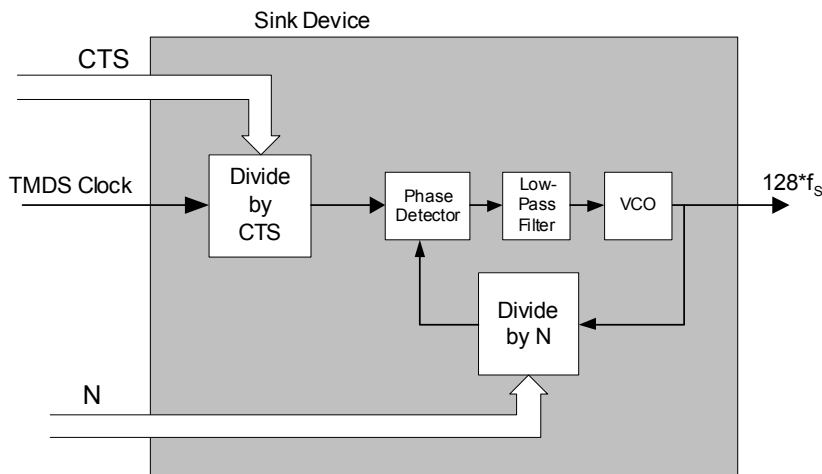 Sink Device
CTS
TMDS Clock
Divide
by
CTS
Phase
Detector
Low-
Pass
Filter
VCO
128*fS
Divide
by N
N